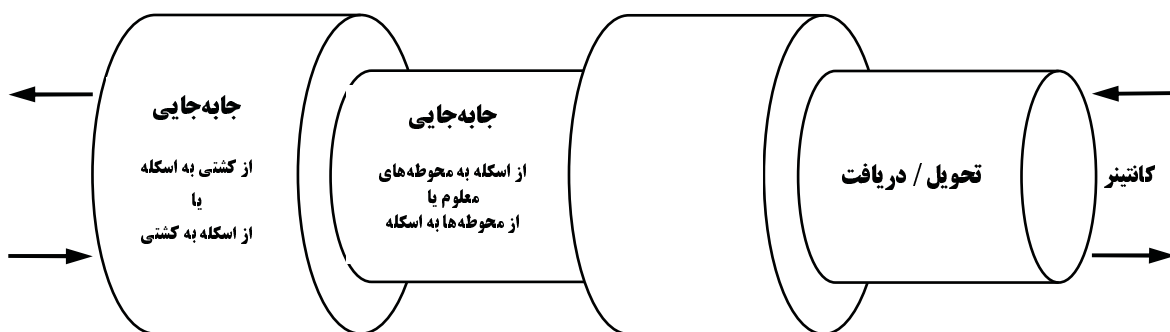 جابه‌جایی
از کشتی به اسکله
یا
از اسکله به کشتی
جابه‌جایی
از اسکله به محوطه‌های
معلوم یا
از محوطه‌ها به اسکله
تحویل / دریافت
کانتینر